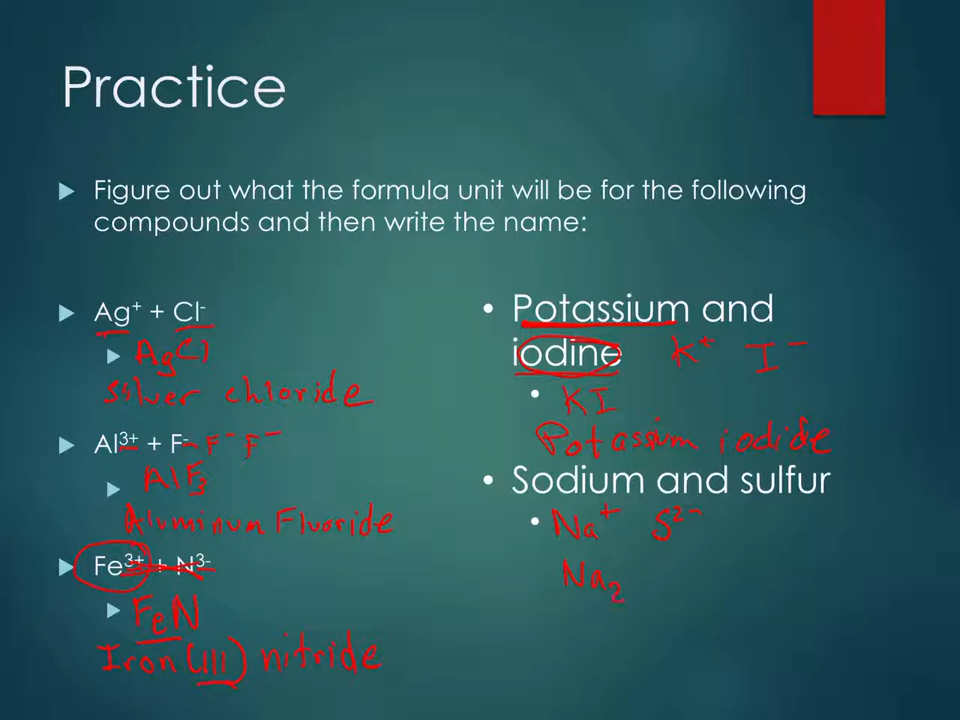 Practice
Figure out what the formula unit will be for the following
compounds and then write the name:
Ag⁺ + Cl⁻
AgCl
Silver chloride
Al³⁺ + F⁻ F⁻ F⁻
AlF₃
Aluminum Fluoride
Fe³⁺ + N³⁻
FeN
Iron (III) nitride
Potassium and
iodine K⁺ I⁻
KI
Potassium iodide
Sodium and sulfur
Na⁺ S²⁻
Na₂